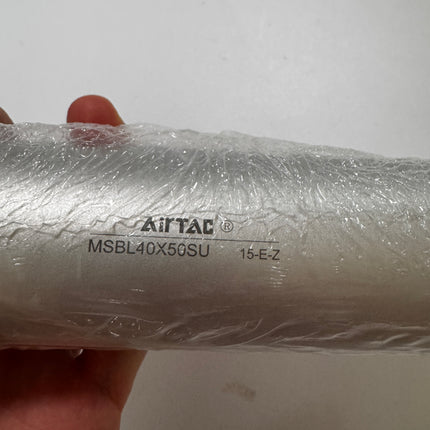 AirTAC ®
MSBL40X50SU 15-E-Z